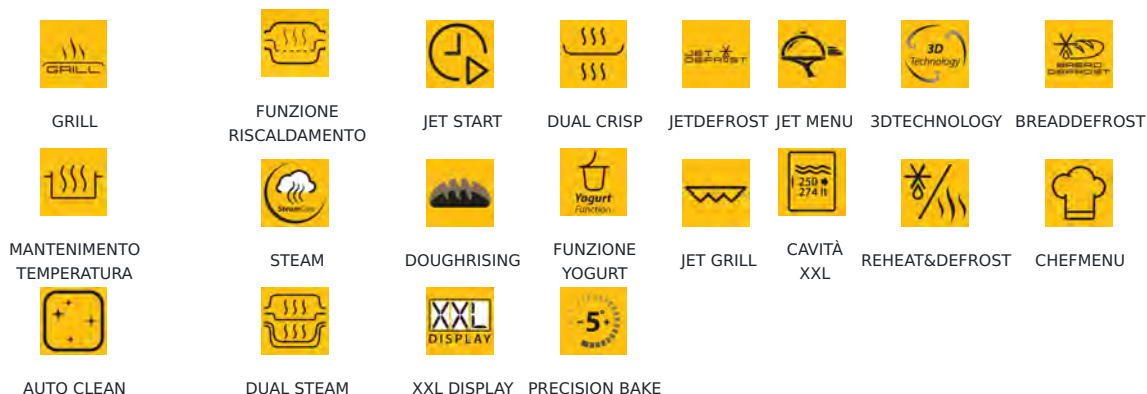 GRILL
JET DEFROST
3D
Technology
BREAD
DEFROST
GRILL
FUNZIONE
RISCALDAMENTO
JET START
DUAL CRISP
JETDEFROST
JET MENU
3DTECHNOLOGY
BREADDEFROST
Yogurt
Function
250 °
274 lt
MANTENIMENTO
TEMPERATURA
STEAM
DOUGHRISING
FUNZIONE
YOGURT
JET GRILL
CAVITÀ
XXL
REHEAT&DEFROST
CHEFMENU
XXL
DISPLAY
-5°+
AUTO CLEAN
DUAL STEAM
XXL DISPLAY
PRECISION BAKE